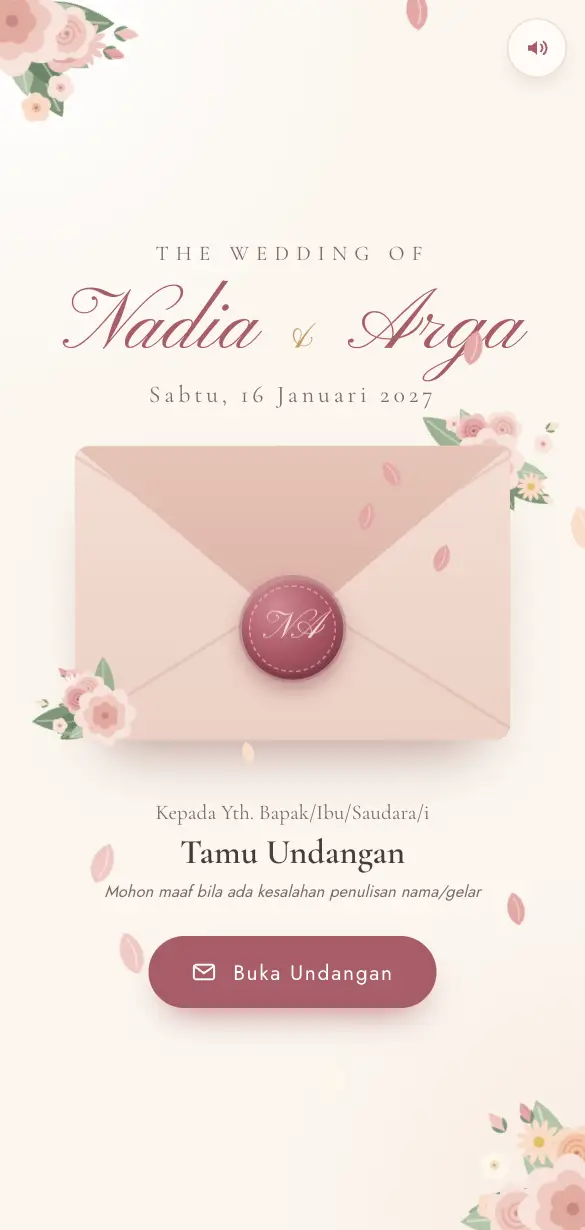 THE WEDDING OF
Nadia & Arga
Sabtu, 16 Januari 2027
NA
Kepada Yth. Bapak/Ibu/Saudara/i
Tamu Undangan
Mohon maaf bila ada kesalahan penulisan nama/gelar
Buka Undangan